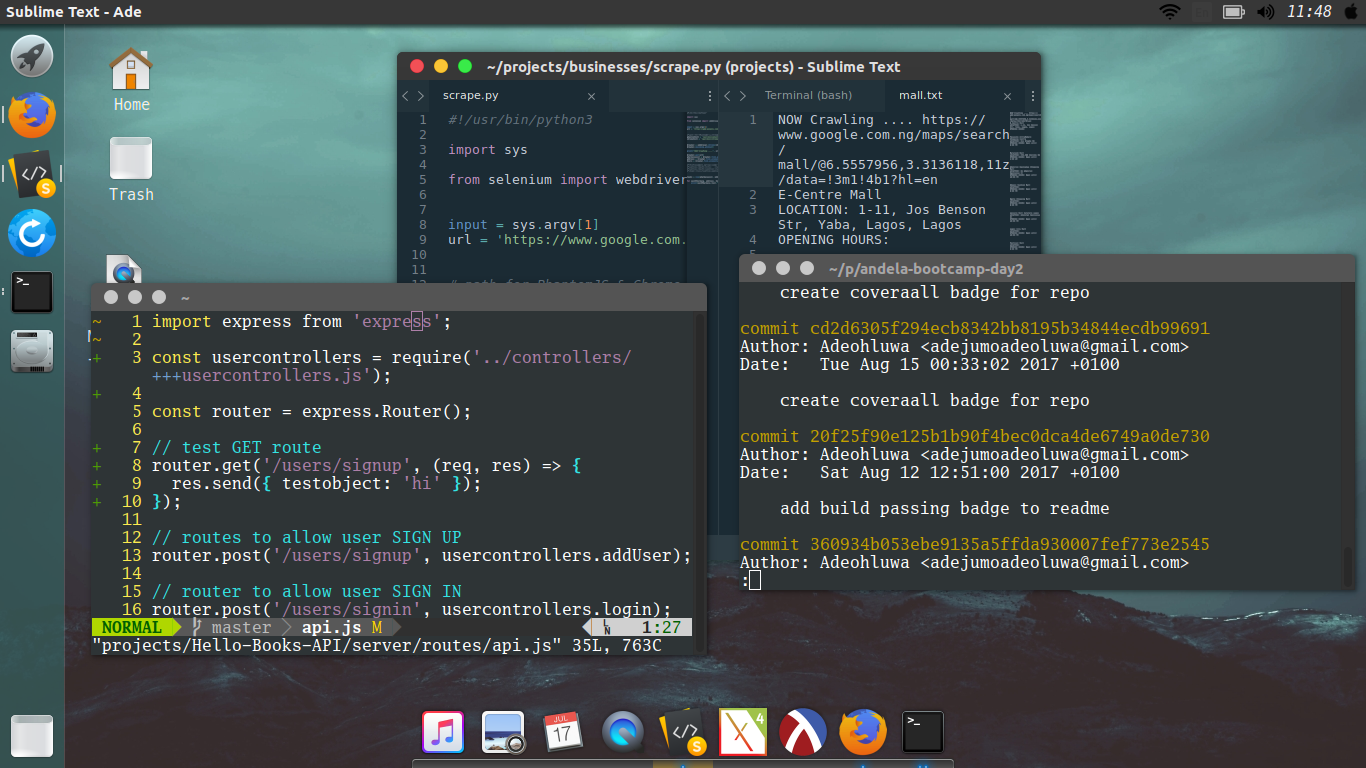 Sublime Text - Ade
11:48
Home
Trash
~/projects/businesses/scrape.py (projects) - Sublime Text
scrape.py
1 #!/usr/bin/python3
2
3 import sys
4
5 from selenium import webdriver
6
7
8 input = sys.argv[1]
9 url = 'https://www.google.com.
10
11
Terminal (bash)
mall.txt
1 NOW Crawling .... https://
www.google.com.ng/maps/search
/
mall/@6.5557956,3.3136118,11z
/data=!3m1!4b1?hl=en
2 E-Centre Mall
3 LOCATION: 1-11, Jos Benson
Str, Yaba, Lagos, Lagos
4 OPENING HOURS:
~
~ 1 import express from 'express';
~ 2
+ 3 const usercontrollers = require('../controllers/
+++usercontrollers.js');
+ 4
5 const router = express.Router();
6
+ 7 // test GET route
+ 8 router.get('/users/signup', (req, res) => {
+ 9 res.send({ testobject: 'hi' });
+ 10 });
11
12 // routes to allow user SIGN UP
13 router.post('/users/signup', usercontrollers.addUser);
14
15 // router to allow user SIGN IN
16 router.post('/users/signin', usercontrollers.login);
NORMAL master api.js M LN 1:27
"projects/Hello-Books-API/server/routes/api.js" 35L, 763C
~/p/andela-bootcamp-day2
create coveraall badge for repo
commit cd2d6305f294ecb8342bb8195b34844ecdb99691
Author: Adeohluwa <adejumoadeoluwa@gmail.com>
Date: Tue Aug 15 00:33:02 2017 +0100
create coveraall badge for repo
commit 20f25f90e125b1b90f4bec0dca4de6749a0de730
Author: Adeohluwa <adejumoadeoluwa@gmail.com>
Date: Sat Aug 12 12:51:00 2017 +0100
add build passing badge to readme
commit 360934b053ebe9135a5ffda930007fef773e2545
Author: Adeohluwa <adejumoadeoluwa@gmail.com>
:
JUL
17
4